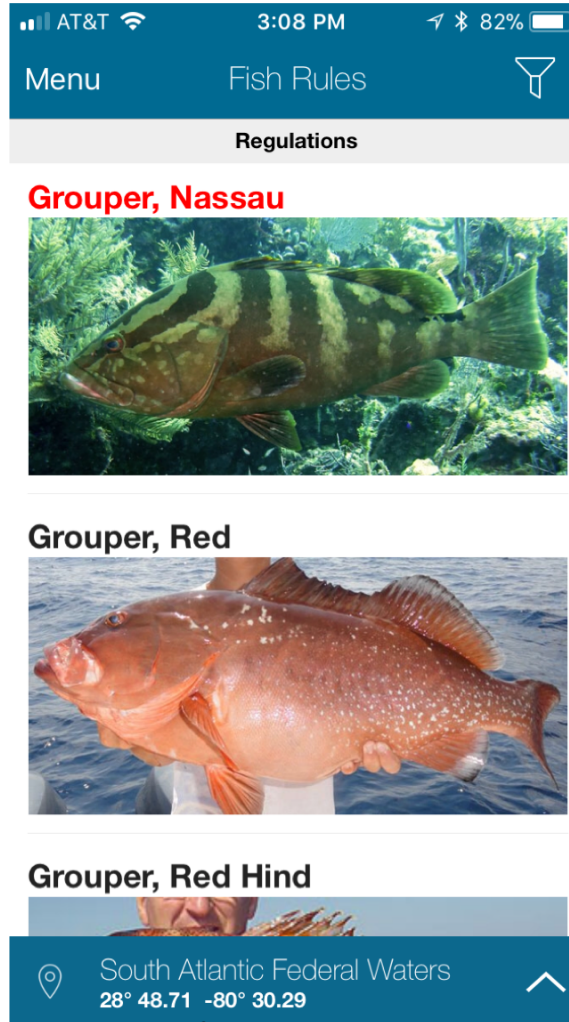 AT&T 3:08 PM 82%
Menu Fish Rules
Regulations
Grouper, Nassau
Grouper, Red
Grouper, Red Hind
South Atlantic Federal Waters
28° 48.71 -80° 30.29